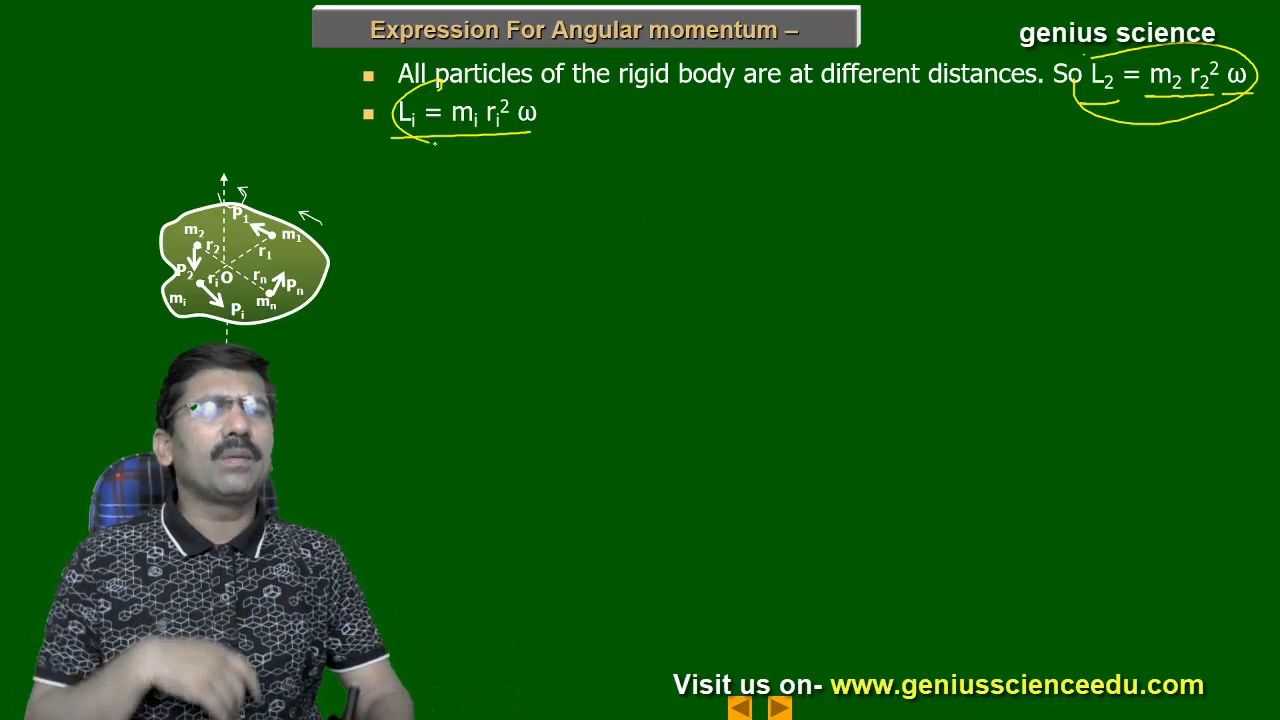 Expression For Angular momentum –
genius science
All particles of the rigid body are at different distances. So L₂ = m₂ r₂² ω
Lᵢ = mᵢ rᵢ² ω
P₁
m₂
m₁
r₂
r₁
P₂
rᵢ
O
rₙ
Pₙ
mᵢ
mₙ
Pᵢ
Visit us on- www.geniusscienceedu.com